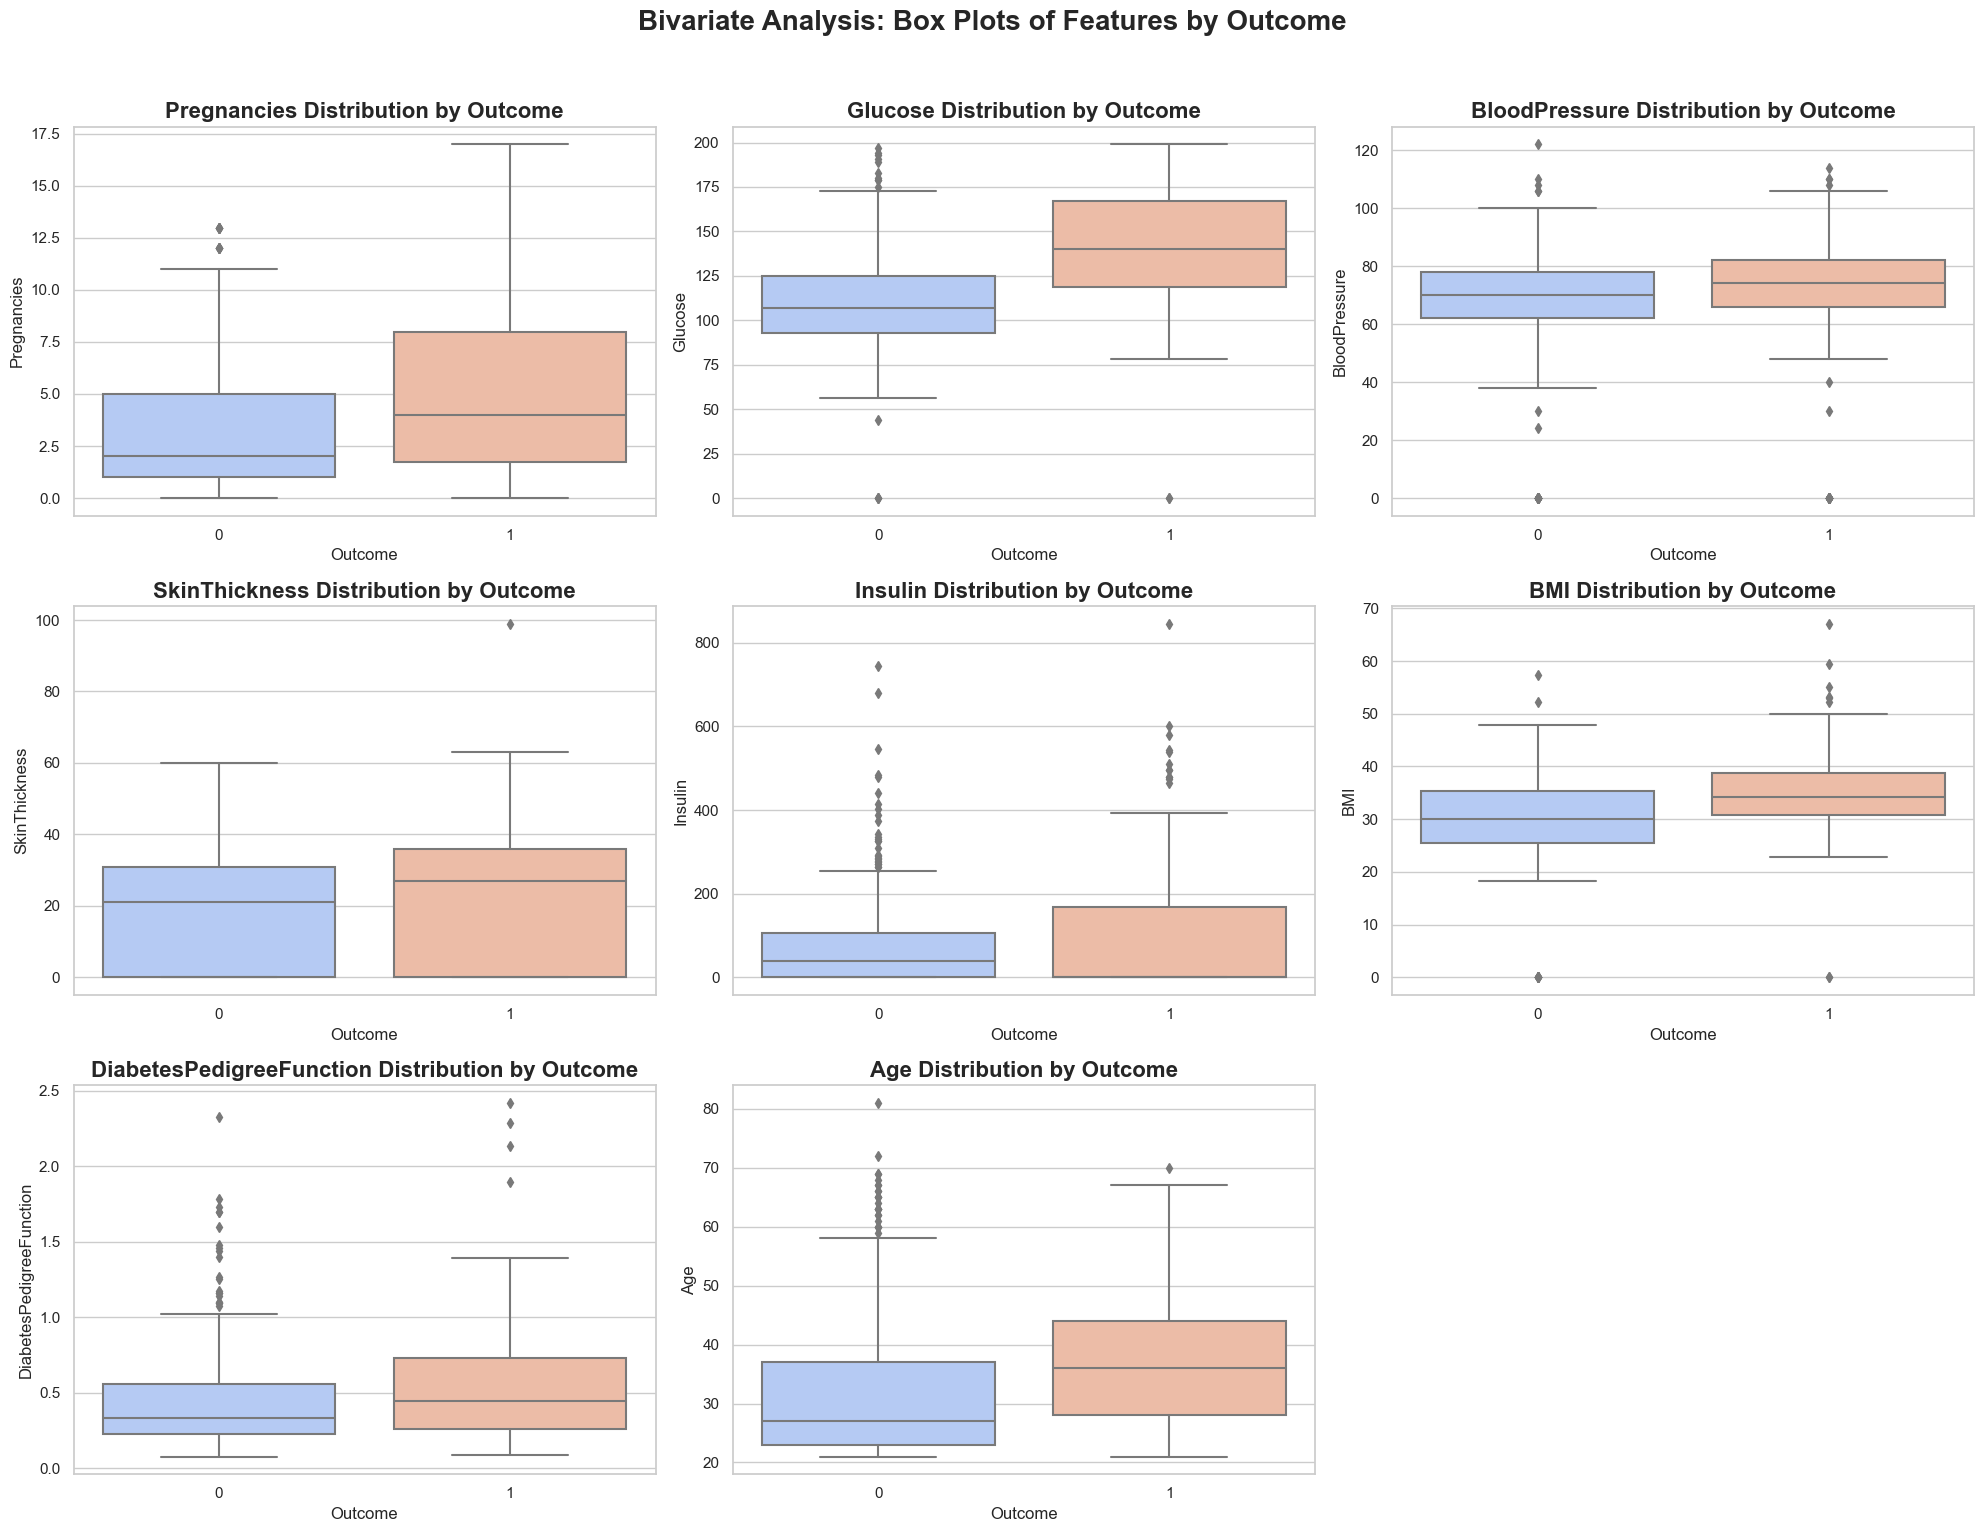 Bivariate Analysis: Box Plots of Features by Outcome
Pregnancies Distribution by Outcome
17.5
15.0
12.5
10.0
7.5
5.0
2.5
0.0
Pregnancies
0 1
Outcome
Glucose Distribution by Outcome
200
175
150
125
100
75
50
25
0
Glucose
0 1
Outcome
BloodPressure Distribution by Outcome
120
100
80
60
40
20
0
BloodPressure
0 1
Outcome
SkinThickness Distribution by Outcome
100
80
60
40
20
0
SkinThickness
0 1
Outcome
Insulin Distribution by Outcome
800
600
400
200
0
Insulin
0 1
Outcome
BMI Distribution by Outcome
70
60
50
40
30
20
10
0
BMI
0 1
Outcome
DiabetesPedigreeFunction Distribution by Outcome
2.5
2.0
1.5
1.0
0.5
0.0
DiabetesPedigreeFunction
0 1
Outcome
Age Distribution by Outcome
80
70
60
50
40
30
20
Age
0 1
Outcome